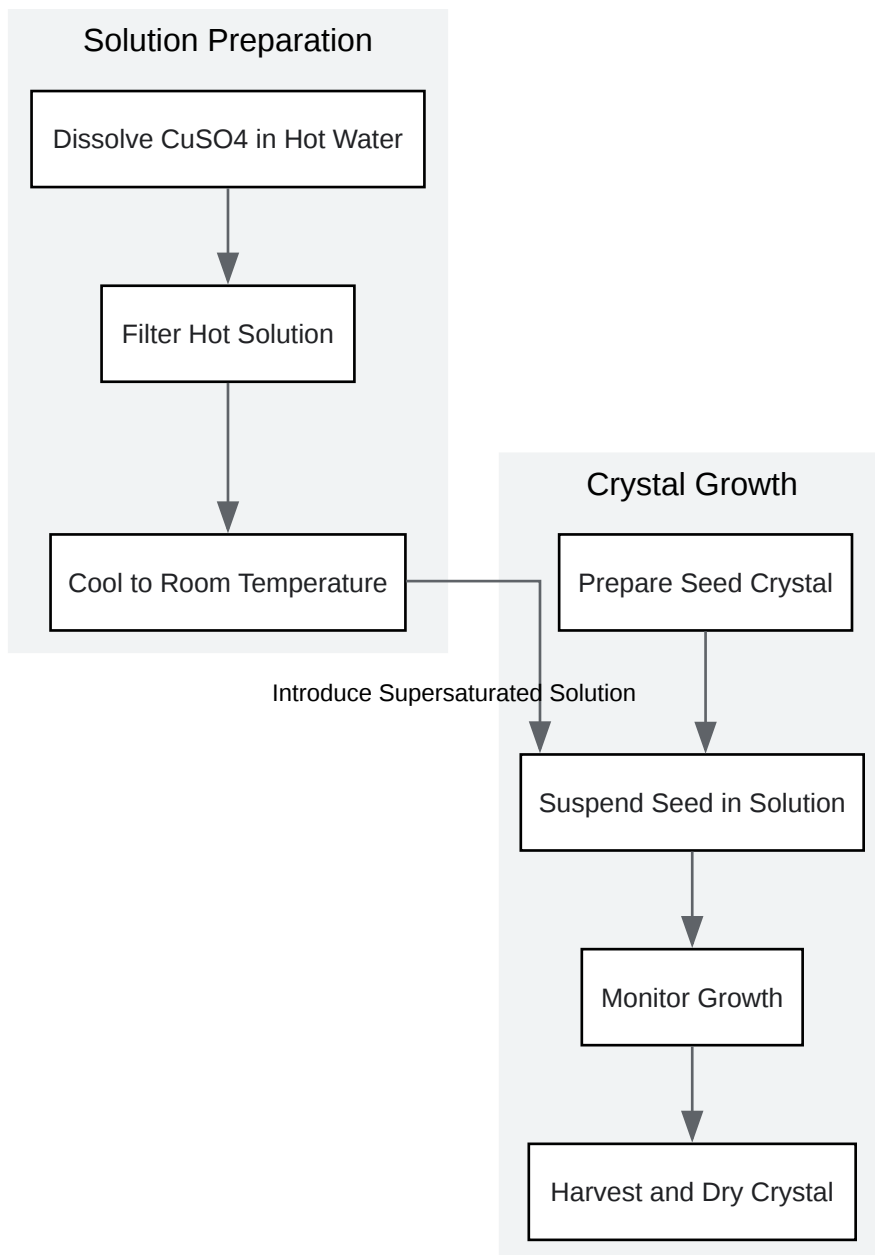 Solution Preparation
Dissolve CuSO4 in Hot Water
Filter Hot Solution
Cool to Room Temperature
Introduce Supersaturated Solution
Crystal Growth
Prepare Seed Crystal
Suspend Seed in Solution
Monitor Growth
Harvest and Dry Crystal